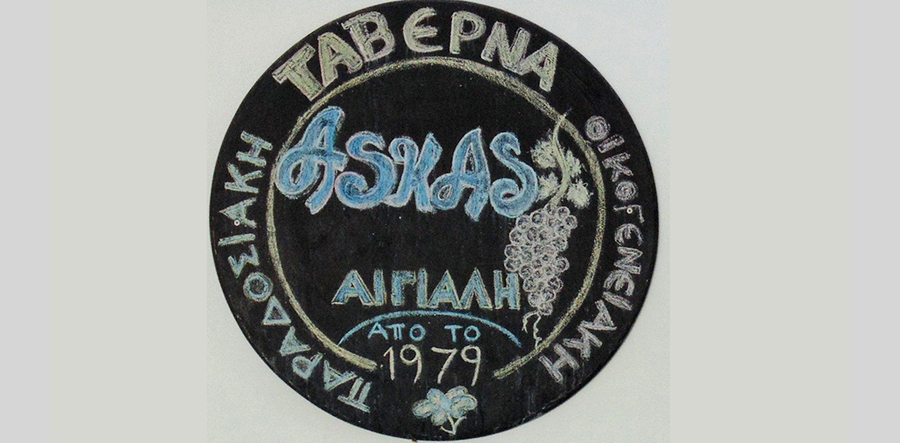 ΤΑΒΕΡΝΑ
ΠΑΡΑΔΟΣΙΑΚΗ
ΟΙΚΟΓΕΝΕΙΑΚΗ
ASKAS
ΑΙΓΙΑΛΗ
ΑΠΟ ΤΟ
1979